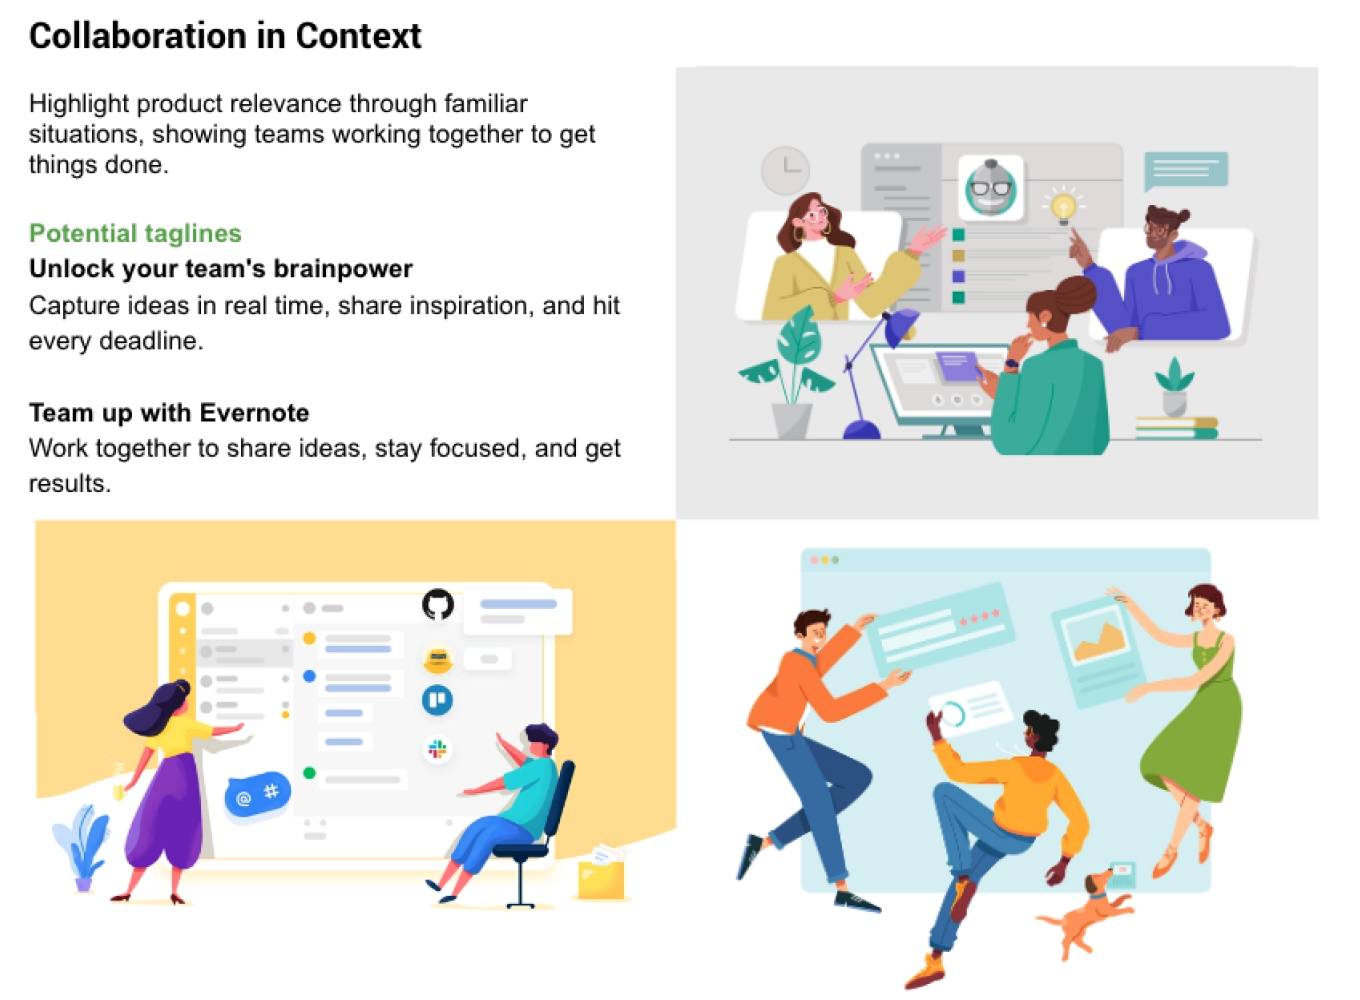 Collaboration in Context
Highlight product relevance through familiar
situations, showing teams working together to get
things done.
Potential taglines
Unlock your team's brainpower
Capture ideas in real time, share inspiration, and hit
every deadline.
Team up with Evernote
Work together to share ideas, stay focused, and get
results.
@ #